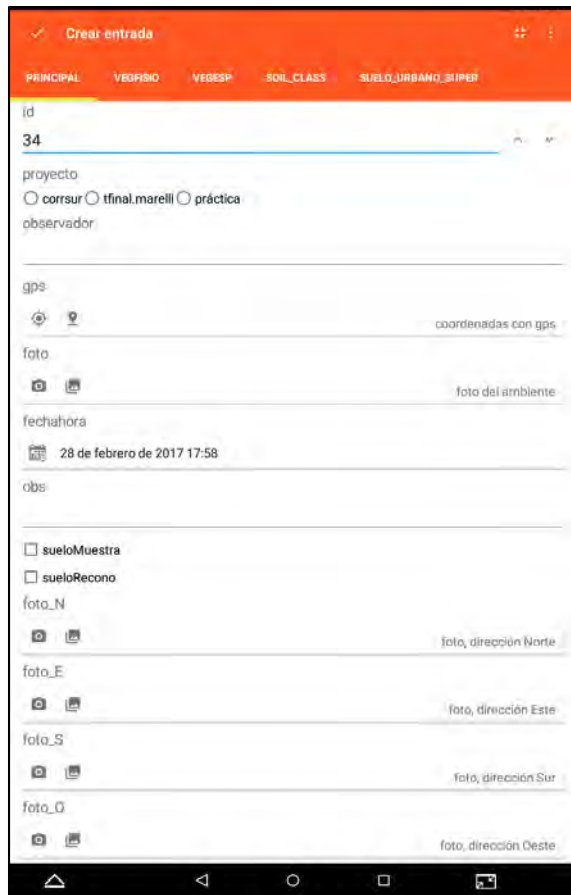 Crear entrada
PRINCIPAL VEGFISIO VEGESP SOIL_CLASS SUELO_URBANO_SUPER
id
34
proyecto
corrsur tfinal.marelli práctica
observador
gps
coordenadas con gps
foto
foto del ambiente
fechahora
28 de febrero de 2017 17:58
obs
sueloMuestra
sueloRecono
foto_N
foto, dirección Norte
foto_E
foto, dirección Este
foto_S
foto, dirección Sur
foto_O
foto, dirección Oeste